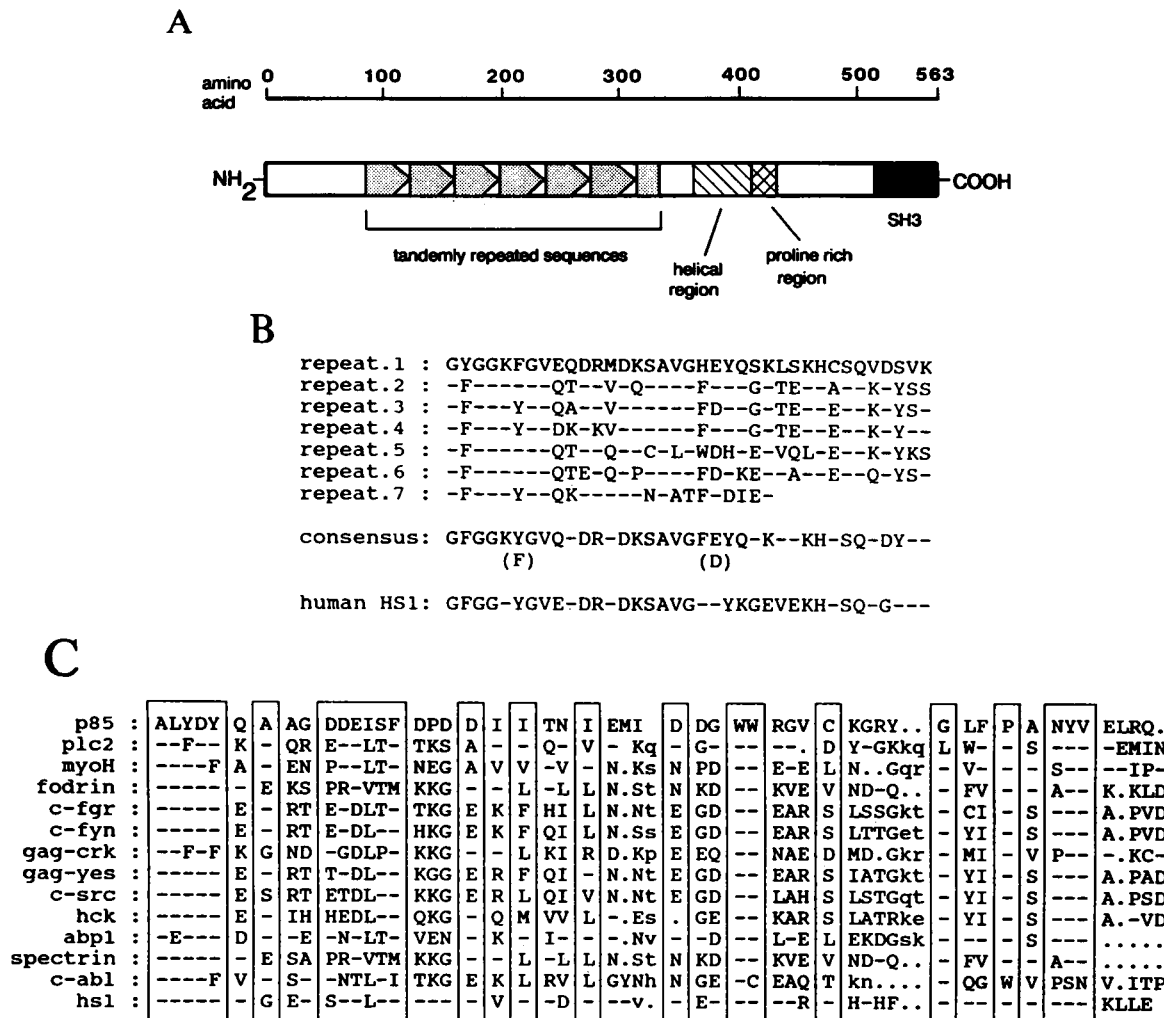 A
amino acid 0 100 200 300 400 500 563
NH2 COOH
SH3
tandemly repeated sequences
helical region
proline rich region
B
repeat.1 : GYGGKFGVEQDRMDKSAVGHEYQSKLSKHCSQVDSVK
repeat.2 : -F------QT--V-Q-----F---G-TE--A--K-YSS
repeat.3 : -F---Y--QA--V-------FD--G-TE--E--K-YS-
repeat.4 : -F---Y--DK-KV-------F---G-TE--E--K-Y--
repeat.5 : -F------QT--Q---C-L-WDH-E-VQL-E--K-YKS
repeat.6 : -F------QTE-Q-P-----FD-KE--A--E--Q-YS-
repeat.7 : -F---Y--QK-----N-ATF-DIE-
consensus: GFGGKYGVQ-DR-DKSAVGFEYQ-K--KH-SQ-DY--
(F) (D)
human HS1: GFGG-YGVE-DR-DKSAVG--YKGEVEKH-SQ-G---
C
p85 : ALYDY Q A AG DDEISF DPD D I I TN I EMI D DG WW RGV C KGRY.. G LF P A NYV ELRQ.
plc2 : --F-- K - QR E--LT- TKS A - - Q- V - Kq - G- -- --. D Y-GKkq L W- - S --- -EMIN
myoH : ----F A - EN P--LT- NEG A V V -V - N.Ks N PD -- E-E L N..Gqr - V- - - S-- --IP-
fodrin : ----- - E KS PR-VTM KKG - - L -L L N.St N KD -- KVE V ND-Q.. - FV - - A-- K.KLD
c-fgr : ----- E - RT E-DLT- TKG E K F HI L N.Nt E GD -- EAR S LSSGkt - CI - S --- A.PVD
c-fyn : ----- E - RT E-DL-- HKG E K F QI L N.Ss E GD -- EAR S LTTGet - YI - S --- A.PVD
gag-crk : --F-F K G ND -GDLP- KKG - - L KI R D.Kp E EQ -- NAE D MD.Gkr - MI - V P-- -.KC-
gag-yes : ----- E - RT T-DL-- KGG E R F QI - N.Nt E GD -- EAR S IATGkt - YI - S --- A.PAD
c-src : ----- E S RT ETDL-- KKG E R L QI V N.Nt E GD -- LAH S LSTGqt - YI - S --- A.PSD
hck : ----- E - IH HEDL-- QKG - Q M VV L -.Es . GE -- KAR S LATRke - YI - S --- A.-VD
abp1 : -E--- D - -E -N-LT- VEN - K - I- - -.Nv - -D -- L-E L EKDGsk - -- - S --- .....
spectrin : ----- - E SA PR-VTM KKG - - L -L L N.St N KD -- KVE V ND-Q.. - FV - - A-- .....
c-abl : ----F V - S- -NTL-I TKG E K L RV L GYNh N GE -C EAQ T kn.... - QG W V PSN V.ITP
hs1 : ----- - G E- S--L-- --- - V - -D - --v. - E- -- --R - H-HF.. - -- - - --- KLLE